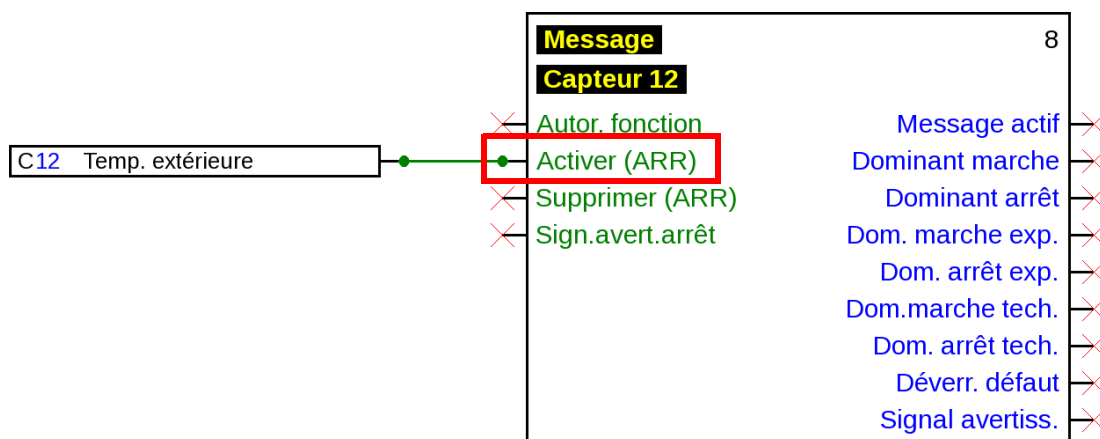 Message 8
Capteur 12
Autor. fonction Message actif
C12 Temp. extérieure Activer (ARR) Dominant marche
Supprimer (ARR) Dominant arrêt
Sign.avert.arrêt Dom. marche exp.
Dom. arrêt exp.
Dom.marche tech.
Dom. arrêt tech.
Déverr. défaut
Signal avertiss.